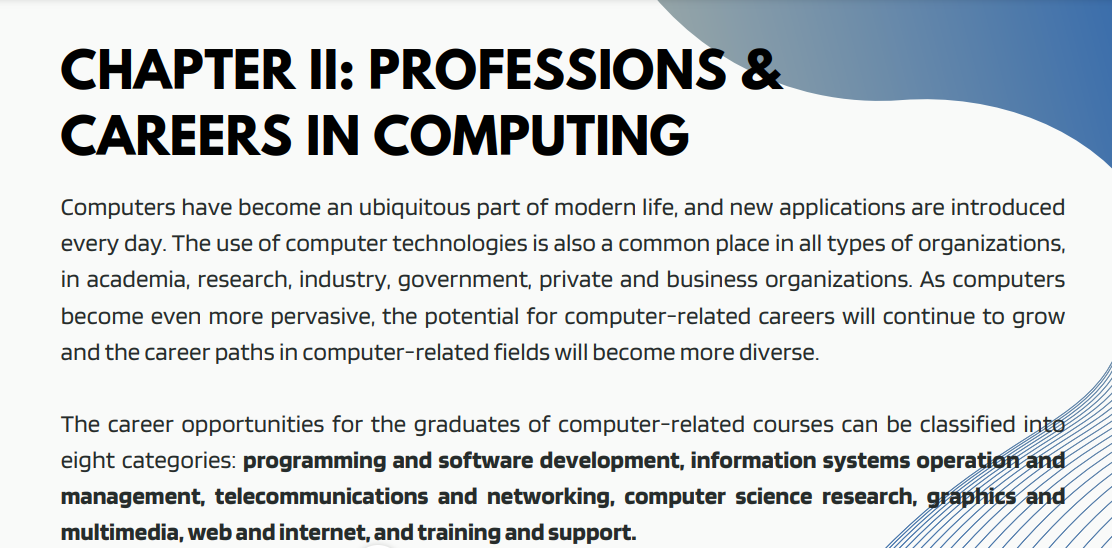 CHAPTER II: PROFESSIONS &
CAREERS IN COMPUTING
Computers have become an ubiquitous part of modern life, and new applications are introduced
every day. The use of computer technologies is also a common place in all types of organizations,
in academia, research, industry, government, private and business organizations. As computers
become even more pervasive, the potential for computer-related careers will continue to grow
and the career paths in computer-related fields will become more diverse.
The career opportunities for the graduates of computer-related courses can be classified into
eight categories: programming and software development, information systems operation and
management, telecommunications and networking, computer science research, graphics and
multimedia, web and internet, and training and support.